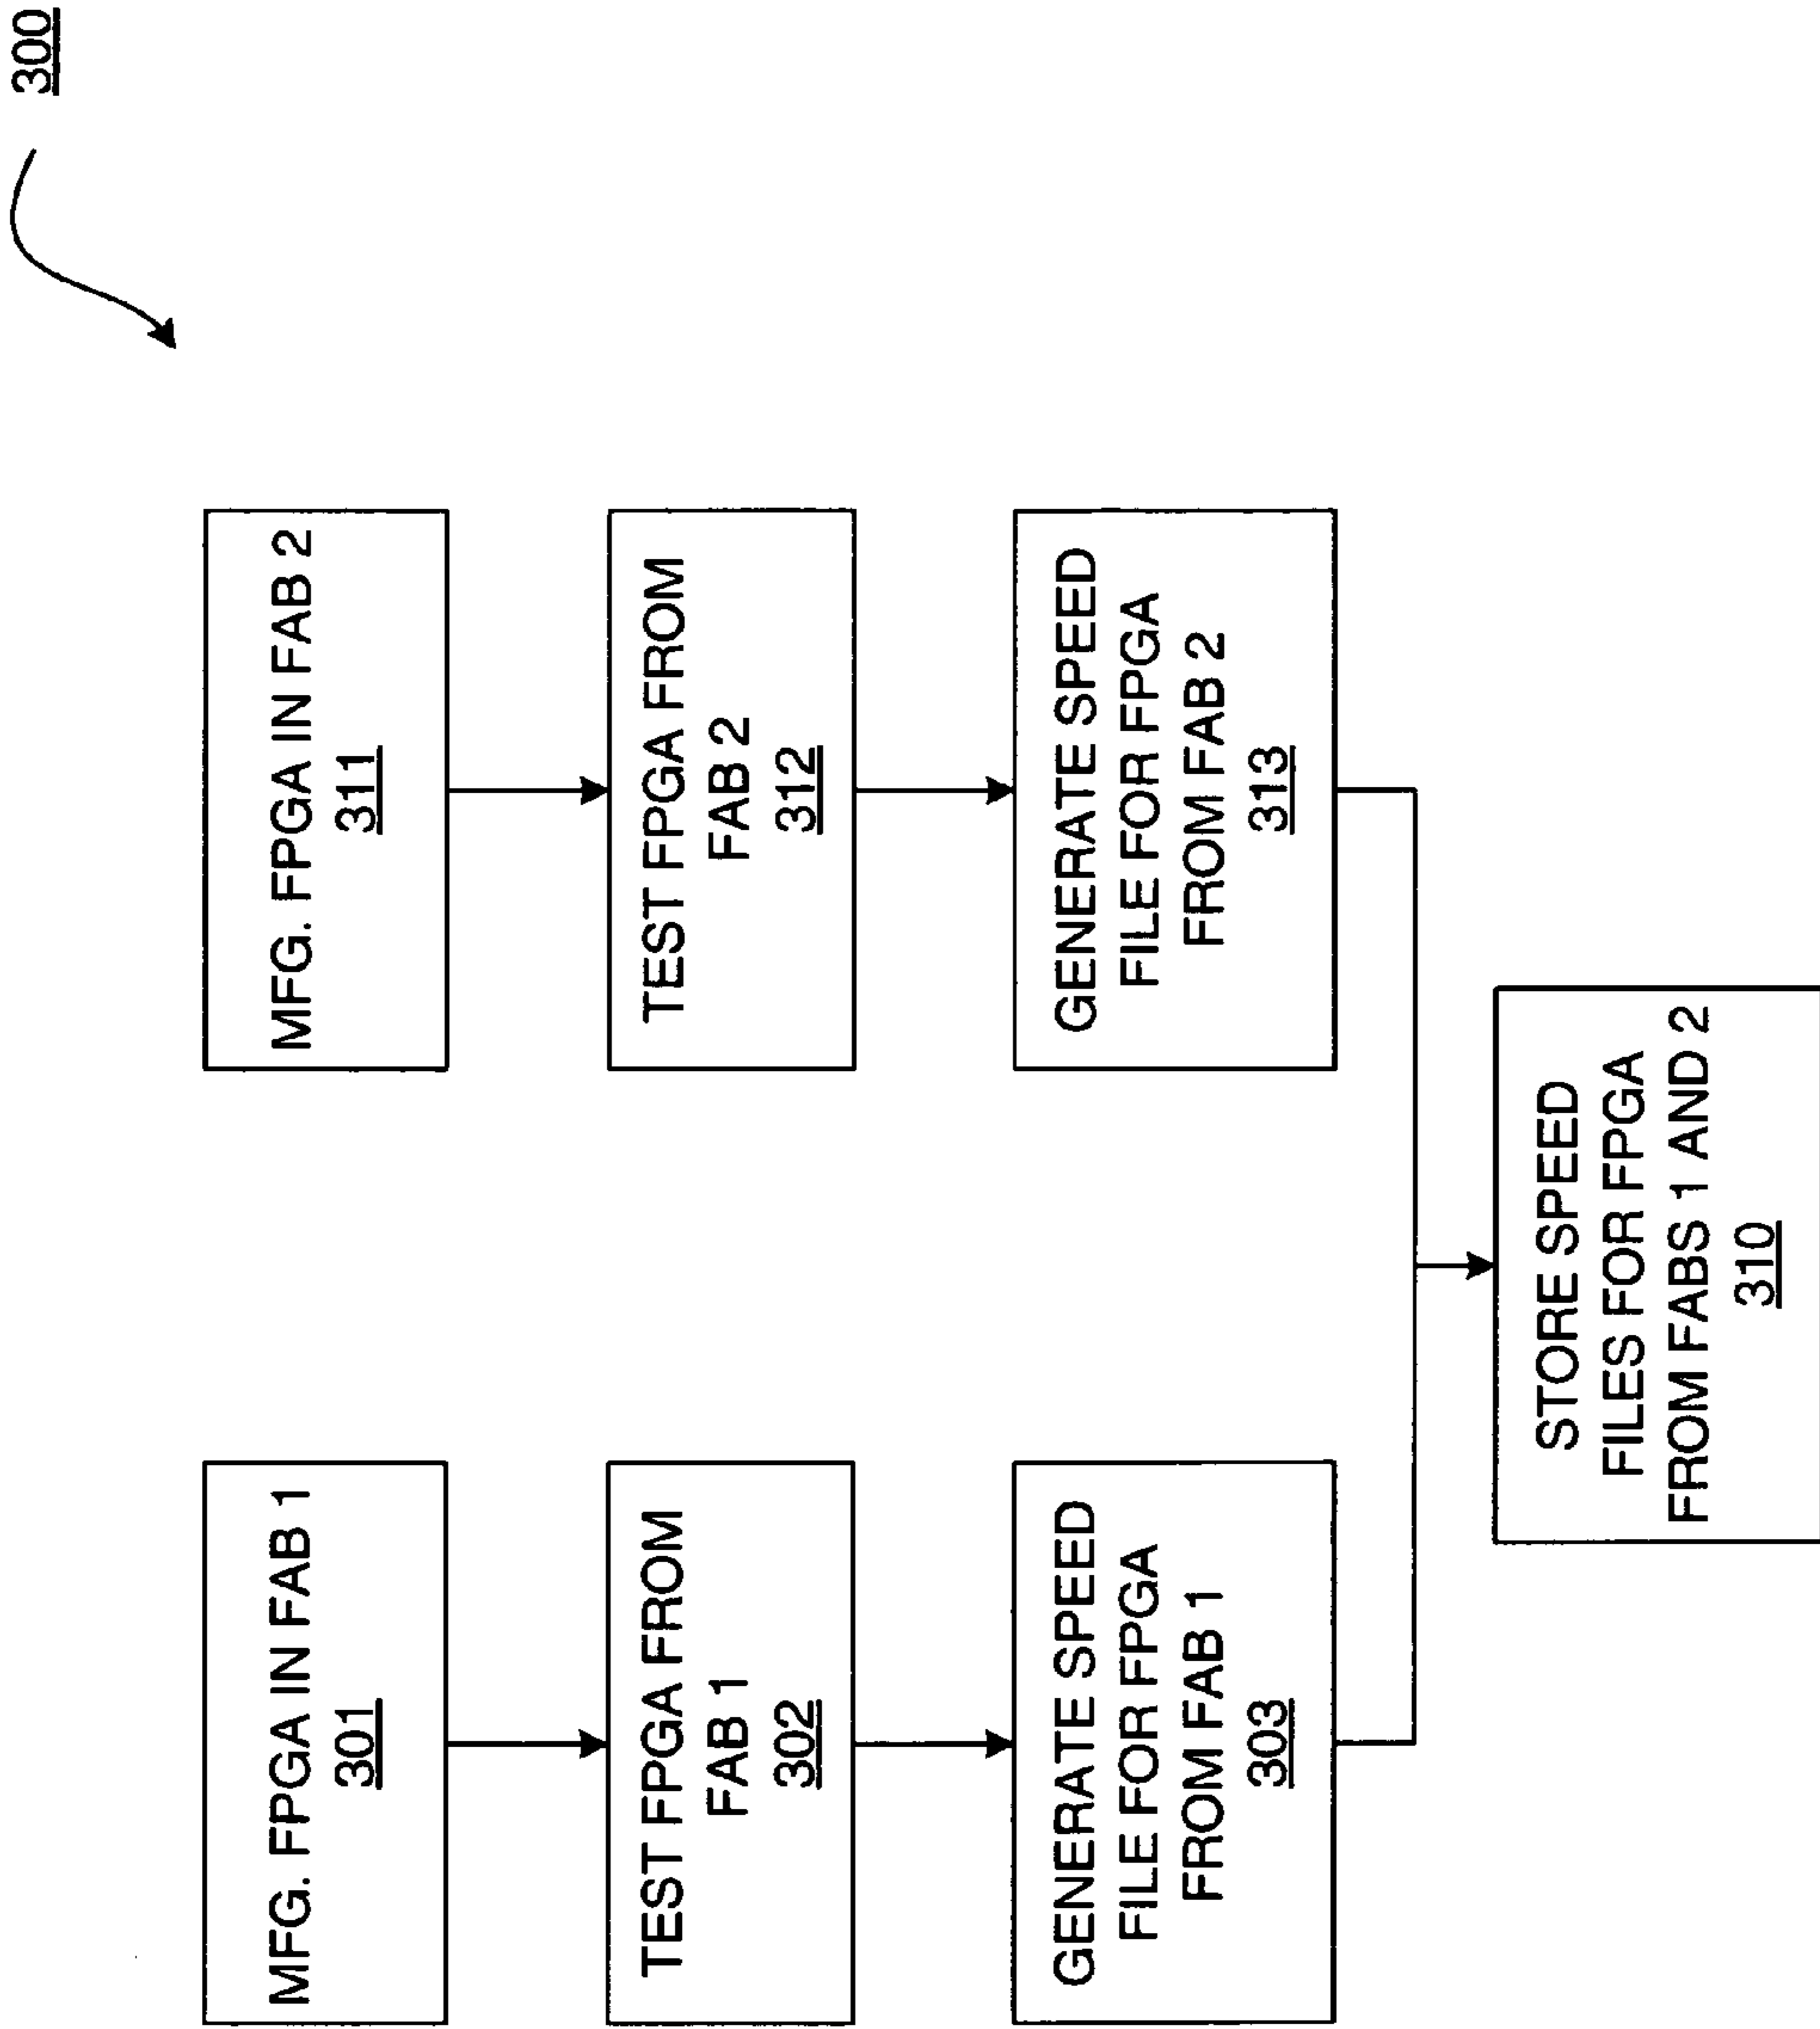 300
MFG. FPGA IN FAB 1
301
TEST FPGA FROM
FAB 1
302
GENERATE SPEED
FILE FOR FPGA
FROM FAB 1
303
MFG. FPGA IN FAB 2
311
TEST FPGA FROM
FAB 2
312
GENERATE SPEED
FILE FOR FPGA
FROM FAB 2
313
STORE SPEED
FILES FOR FPGA
FROM FABS 1 AND 2
310